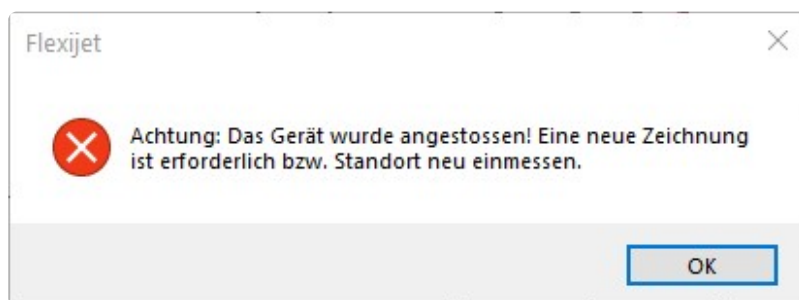 Flexijet
Achtung: Das Gerät wurde angestossen! Eine neue Zeichnung
ist erforderlich bzw. Standort neu einmessen.
OK